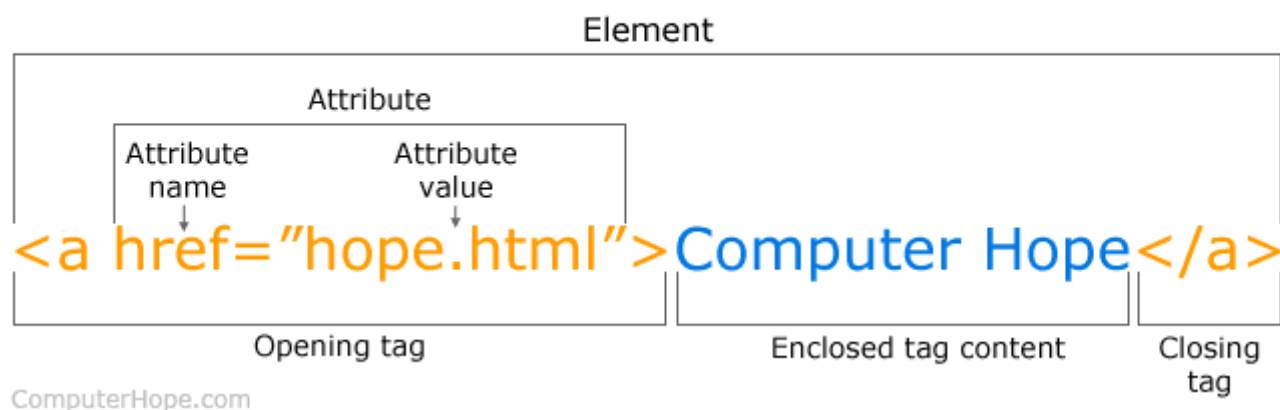 Element
Attribute
Attribute name
Attribute value
<a href=”hope.html”>Computer Hope</a>
Opening tag
Enclosed tag content
Closing tag
ComputerHope.com